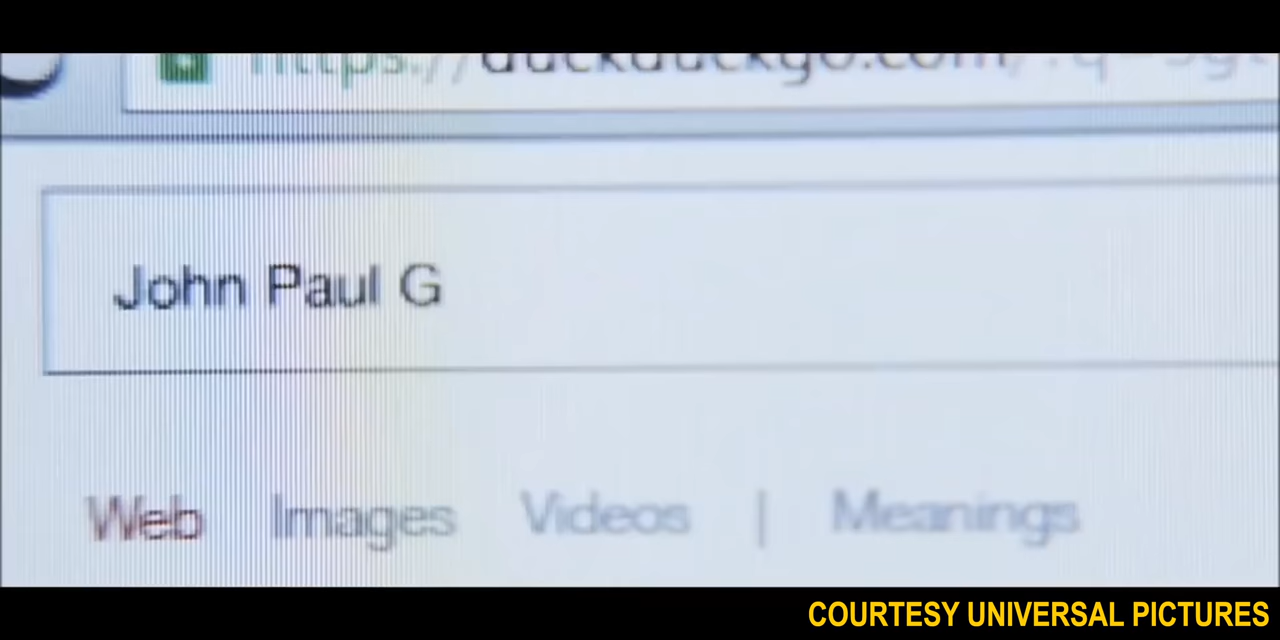 https://duckduckgo.com/?q=
John Paul G
Web Images Videos | Meanings
COURTESY UNIVERSAL PICTURES